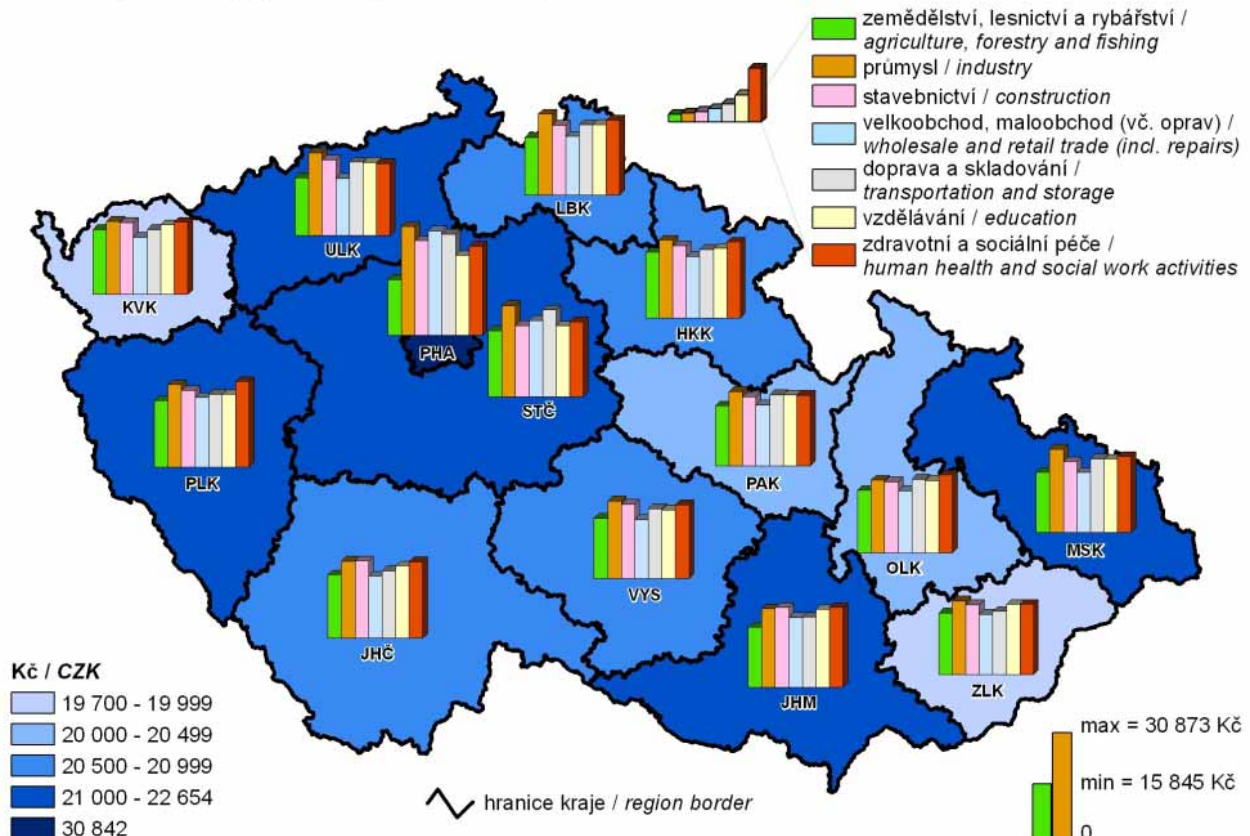 zemědělství, lesnictví a rybářství /
agriculture, forestry and fishing
průmysl / industry
stavebnictví / construction
velkoobchod, maloobchod (vč. oprav) /
wholesale and retail trade (incl. repairs)
doprava a skladování /
transportation and storage
vzdělávání / education
zdravotní a sociální péče /
human health and social work activities
LBK
ULK
KVK
HKK
PHA
STČ
PLK
PAK
MSK
OLK
VYS
JHČ
ZLK
JHM
Kč / CZK
19 700 - 19 999
20 000 - 20 499
20 500 - 20 999
21 000 - 22 654
30 842
hranice kraje / region border
max = 30 873 Kč
min = 15 845 Kč
0